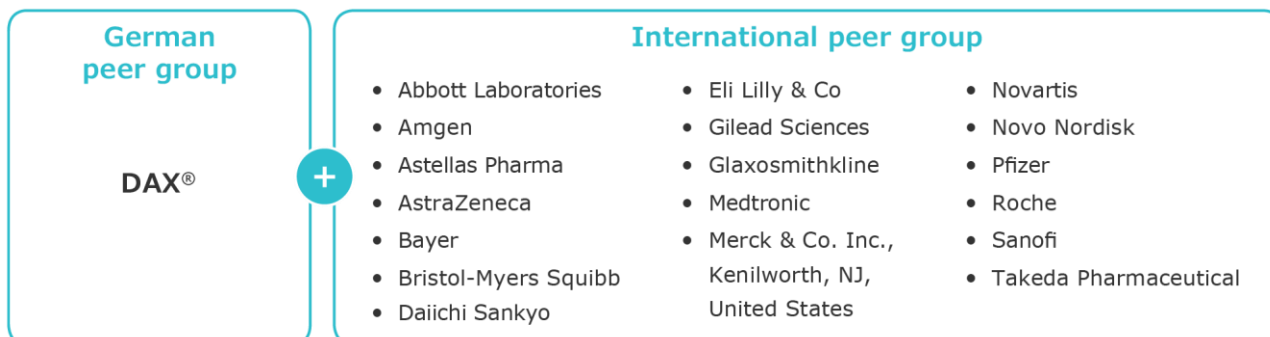 German
peer group
DAX®
+
International peer group
• Abbott Laboratories
• Amgen
• Astellas Pharma
• AstraZeneca
• Bayer
• Bristol-Myers Squibb
• Daiichi Sankyo
• Eli Lilly & Co
• Gilead Sciences
• Glaxosmithkline
• Medtronic
• Merck & Co. Inc.,
Kenilworth, NJ,
United States
• Novartis
• Novo Nordisk
• Pfizer
• Roche
• Sanofi
• Takeda Pharmaceutical